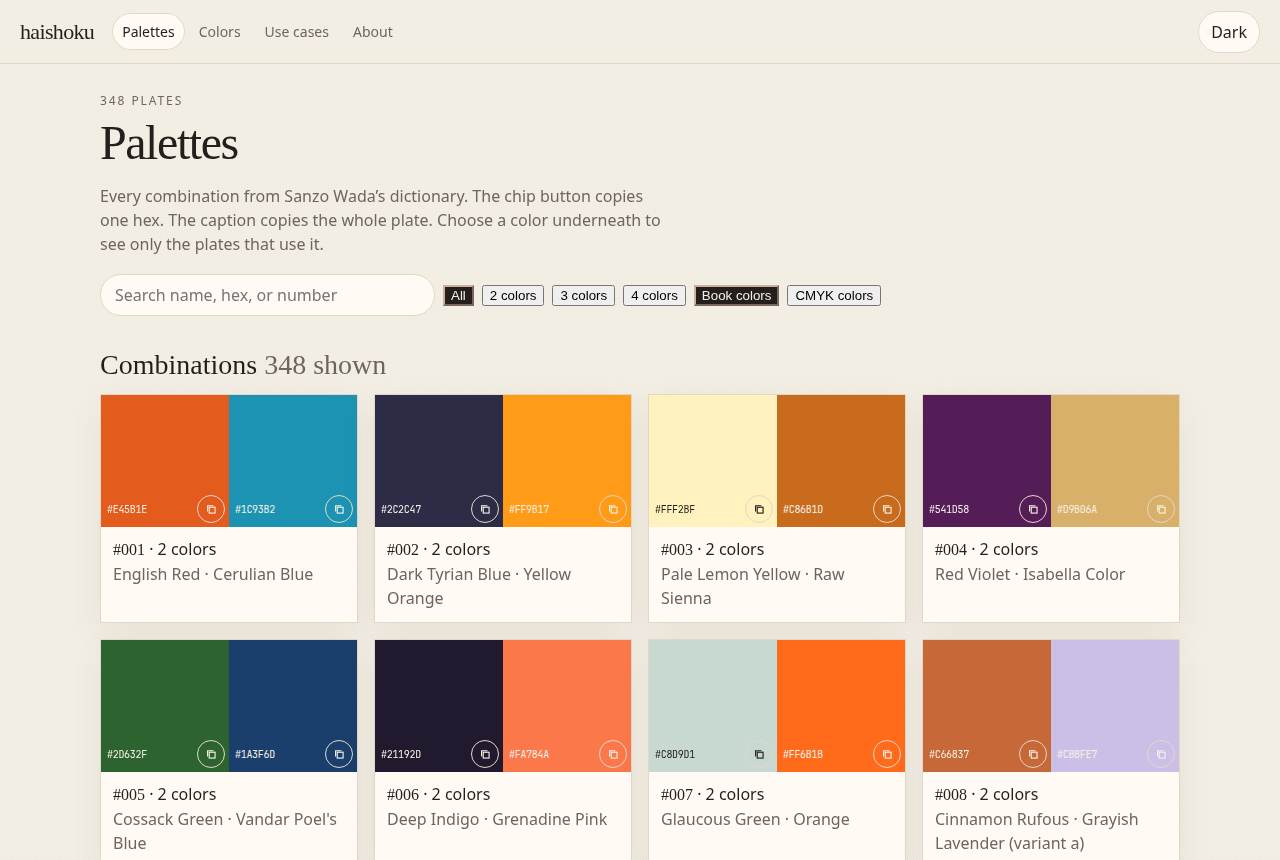 haishoku Palettes Colors Use cases About Dark
348 PLATES
Palettes
Every combination from Sanzo Wada’s dictionary. The chip button copies
one hex. The caption copies the whole plate. Choose a color underneath to
see only the plates that use it.
Search name, hex, or number All 2 colors 3 colors 4 colors Book colors CMYK colors
Combinations 348 shown
#E45B1E #1C93B2 #2C2C47 #FF9B17 #FFF2BF #C86B1D #541D58 #D9B06A
#001 · 2 colors
English Red · Cerulian Blue
#002 · 2 colors
Dark Tyrian Blue · Yellow
Orange
#003 · 2 colors
Pale Lemon Yellow · Raw
Sienna
#004 · 2 colors
Red Violet · Isabella Color
#2D632F #1A3F6D #21192D #FA784A #C8D9D1 #FF6B1B #C66837 #CBBFE7
#005 · 2 colors
Cossack Green · Vandar Poel's
Blue
#006 · 2 colors
Deep Indigo · Grenadine Pink
#007 · 2 colors
Glaucous Green · Orange
#008 · 2 colors
Cinnamon Rufous · Grayish
Lavender (variant a)